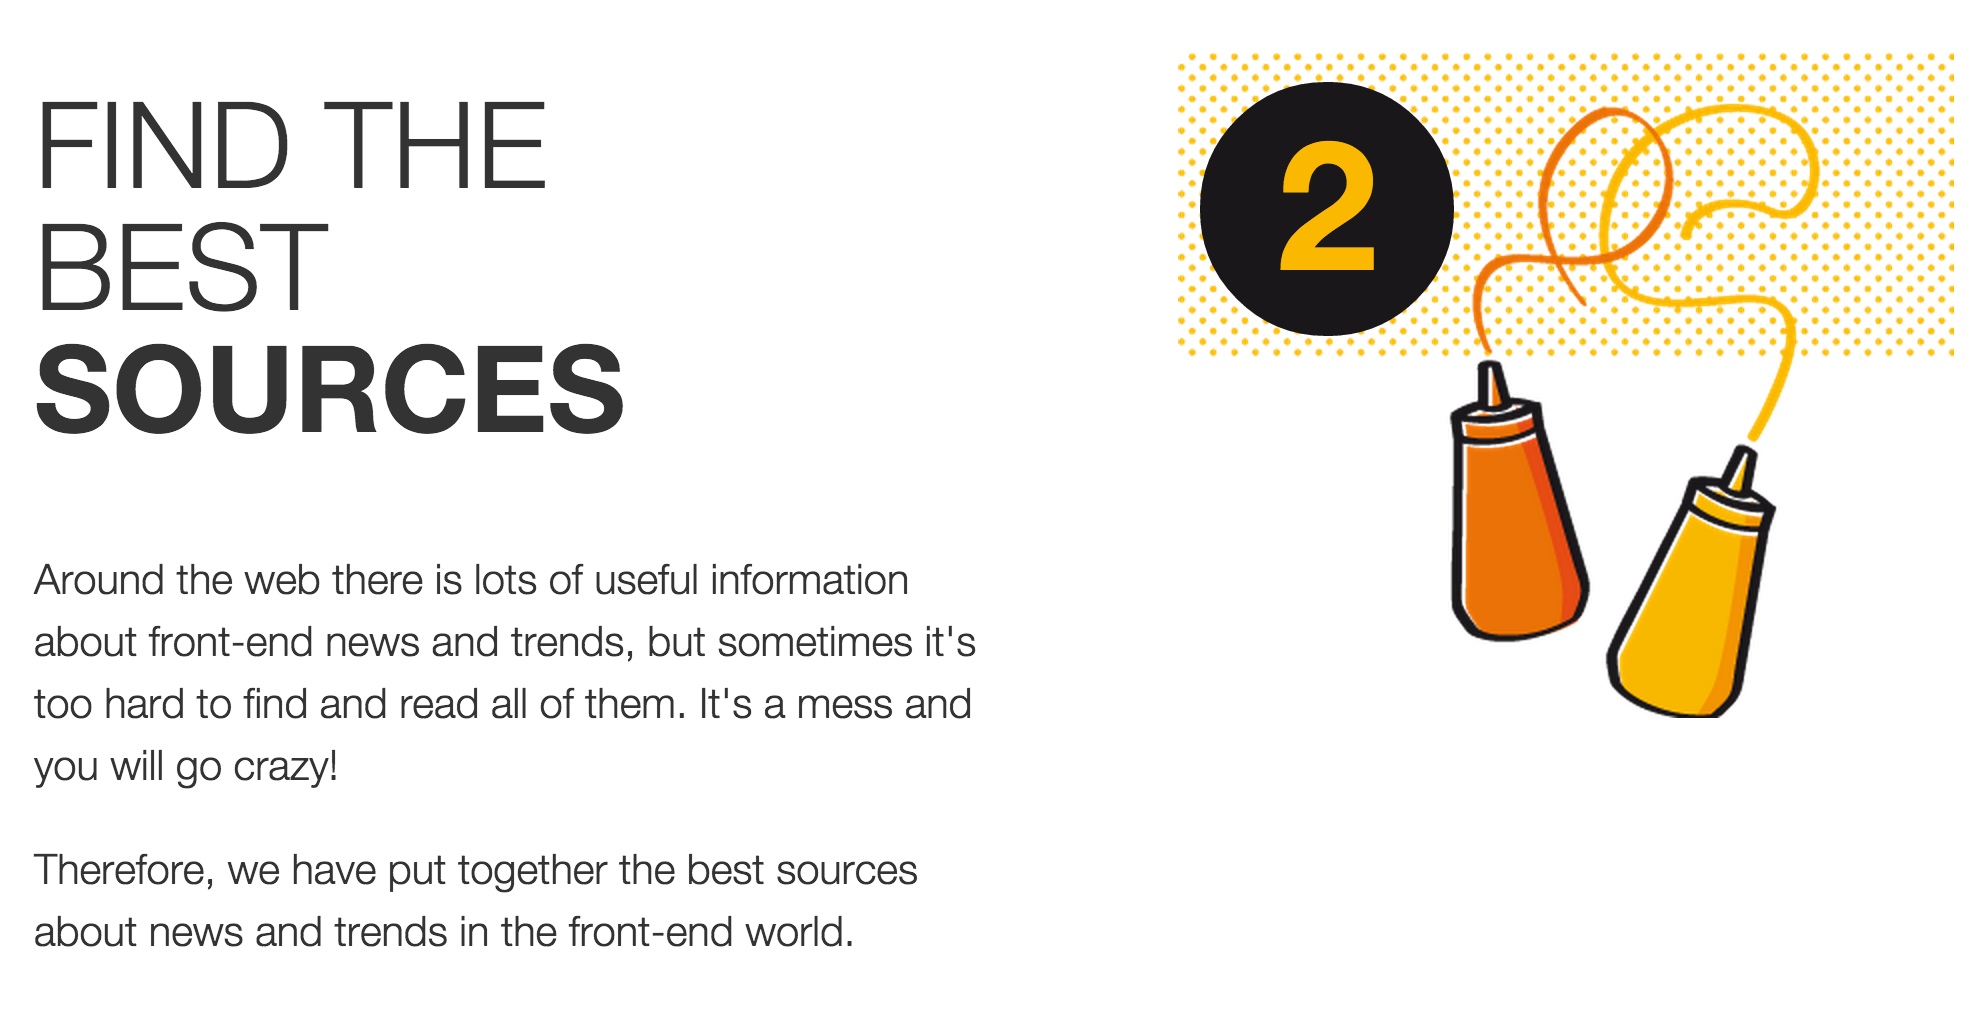 FIND THE
BEST
SOURCES
2
Around the web there is lots of useful information
about front-end news and trends, but sometimes it's
too hard to find and read all of them. It's a mess and
you will go crazy!
Therefore, we have put together the best sources
about news and trends in the front-end world.